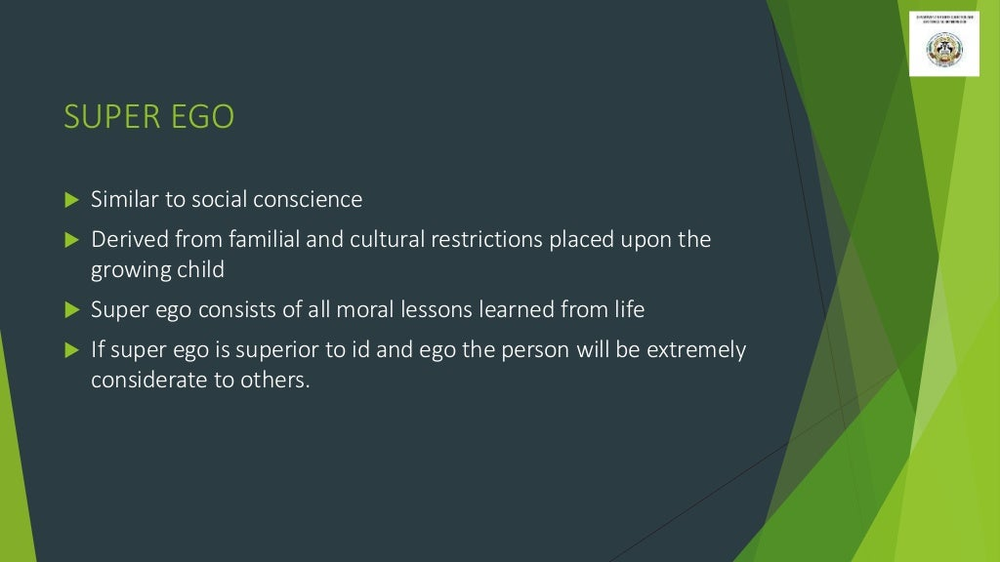 SUPER EGO
Similar to social conscience
Derived from familial and cultural restrictions placed upon the
growing child
Super ego consists of all moral lessons learned from life
If super ego is superior to id and ego the person will be extremely
considerate to others.